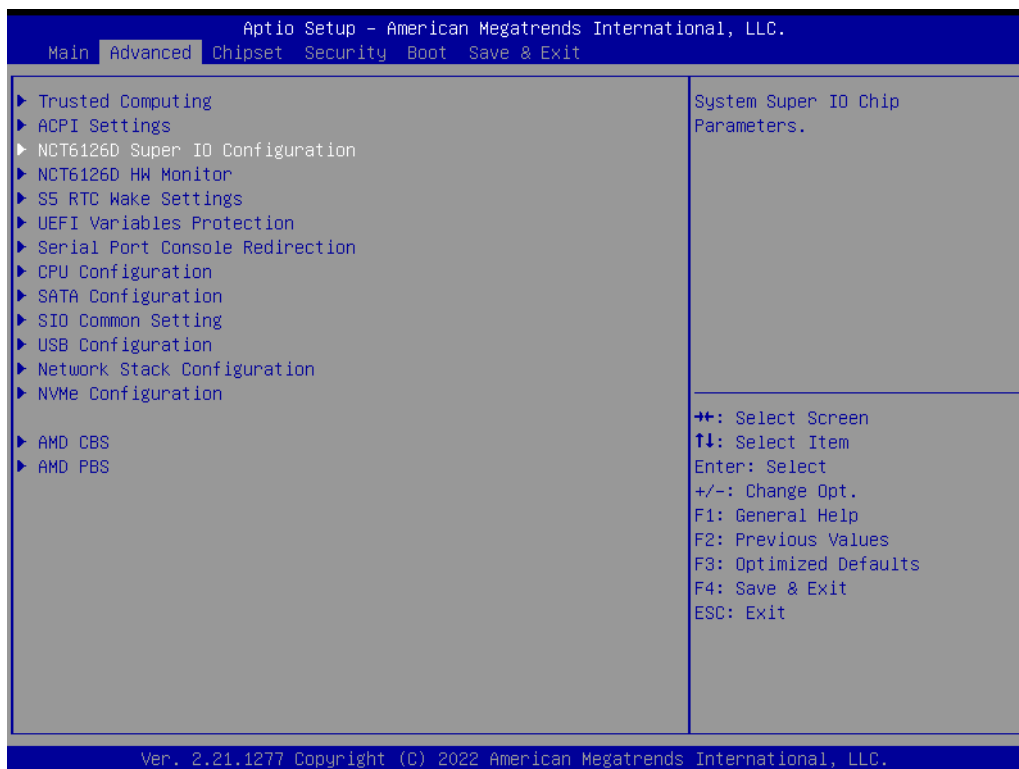 Aptio Setup – American Megatrends International, LLC.
Main Advanced Chipset Security Boot Save & Exit
▶ Trusted Computing
▶ ACPI Settings
▶ NCT6126D Super IO Configuration
▶ NCT6126D HW Monitor
▶ S5 RTC Wake Settings
▶ UEFI Variables Protection
▶ Serial Port Console Redirection
▶ CPU Configuration
▶ SATA Configuration
▶ SIO Common Setting
▶ USB Configuration
▶ Network Stack Configuration
▶ NVMe Configuration
▶ AMD CBS
▶ AMD PBS
System Super IO Chip
Parameters.
→←: Select Screen
↑↓: Select Item
Enter: Select
+/-: Change Opt.
F1: General Help
F2: Previous Values
F3: Optimized Defaults
F4: Save & Exit
ESC: Exit
Ver. 2.21.1277 Copyright (C) 2022 American Megatrends International, LLC.